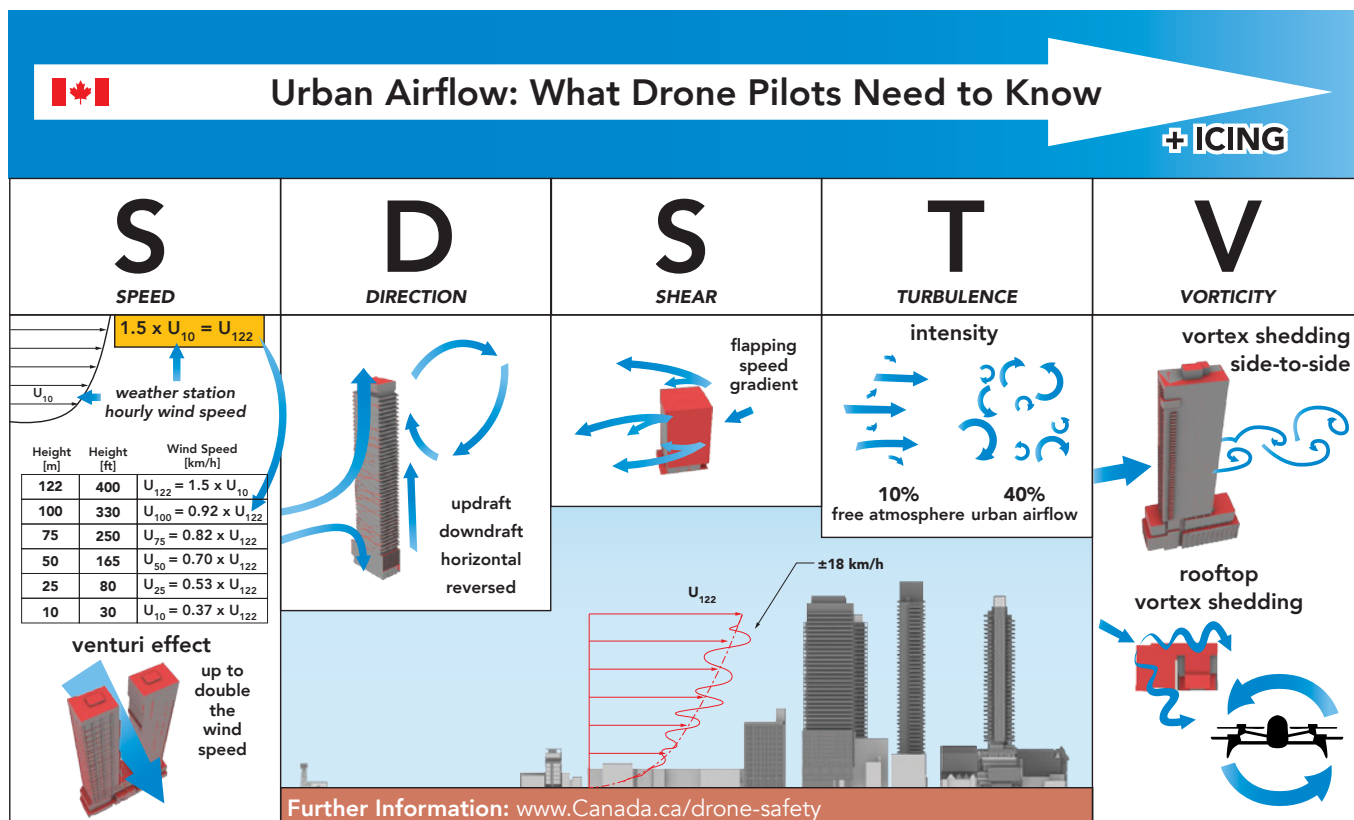 Urban Airflow: What Drone Pilots Need to Know
+ ICING
S
SPEED
1.5 x U₁₀ = U₁₂₂
U₁₀
weather station
hourly wind speed
Height [m] Height [ft] Wind Speed [km/h]
122 400 U₁₂₂ = 1.5 x U₁₀
100 330 U₁₀₀ = 0.92 x U₁₂₂
75 250 U₇₅ = 0.82 x U₁₂₂
50 165 U₅₀ = 0.70 x U₁₂₂
25 80 U₂₅ = 0.53 x U₁₂₂
10 30 U₁₀ = 0.37 x U₁₂₂
venturi effect
up to
double
the
wind
speed
D
DIRECTION
updraft
downdraft
horizontal
reversed
S
SHEAR
flapping
speed
gradient
T
TURBULENCE
intensity
10% 40%
free atmosphere urban airflow
U₁₂₂
±18 km/h
V
VORTICITY
vortex shedding
side-to-side
rooftop
vortex shedding
Further Information: www.Canada.ca/drone-safety